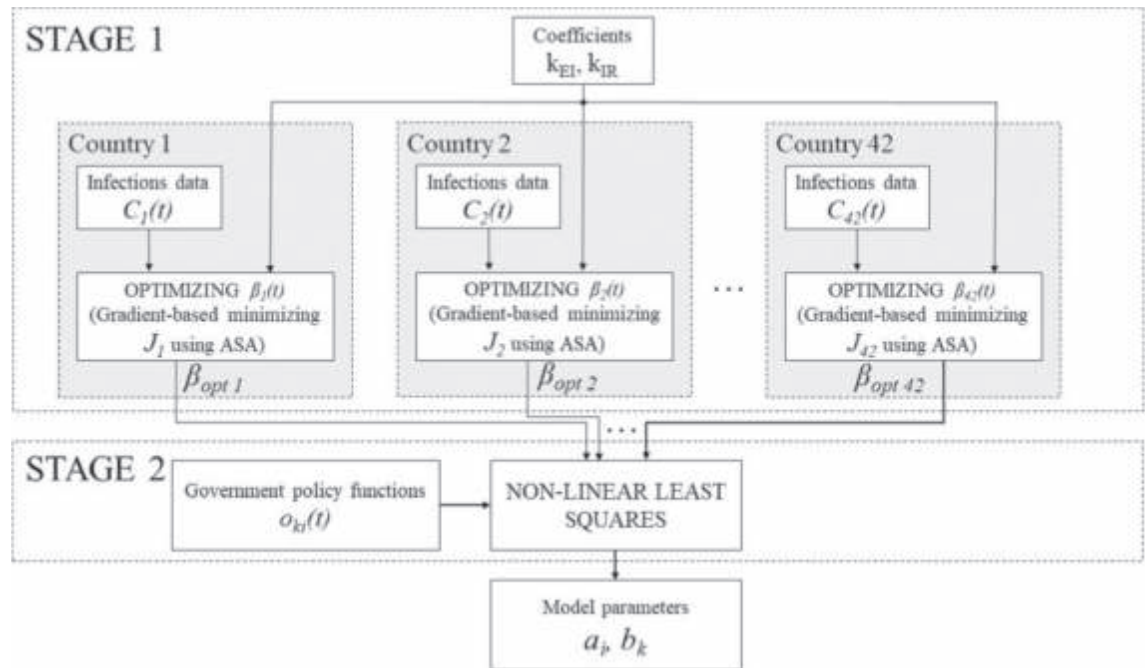 STAGE 1
Coefficients
k_EI, k_IR
Country 1
Infections data
C_1(t)
OPTIMIZING β_1(t)
(Gradient-based minimizing
J_1 using ASA)
β_opt 1
Country 2
Infections data
C_2(t)
OPTIMIZING β_2(t)
(Gradient-based minimizing
J_2 using ASA)
β_opt 2
...
Country 42
Infections data
C_42(t)
OPTIMIZING β_42(t)
(Gradient-based minimizing
J_42 using ASA)
β_opt 42
...
STAGE 2
Government policy functions
o_ki(t)
NON-LINEAR LEAST
SQUARES
Model parameters
a_i, b_k